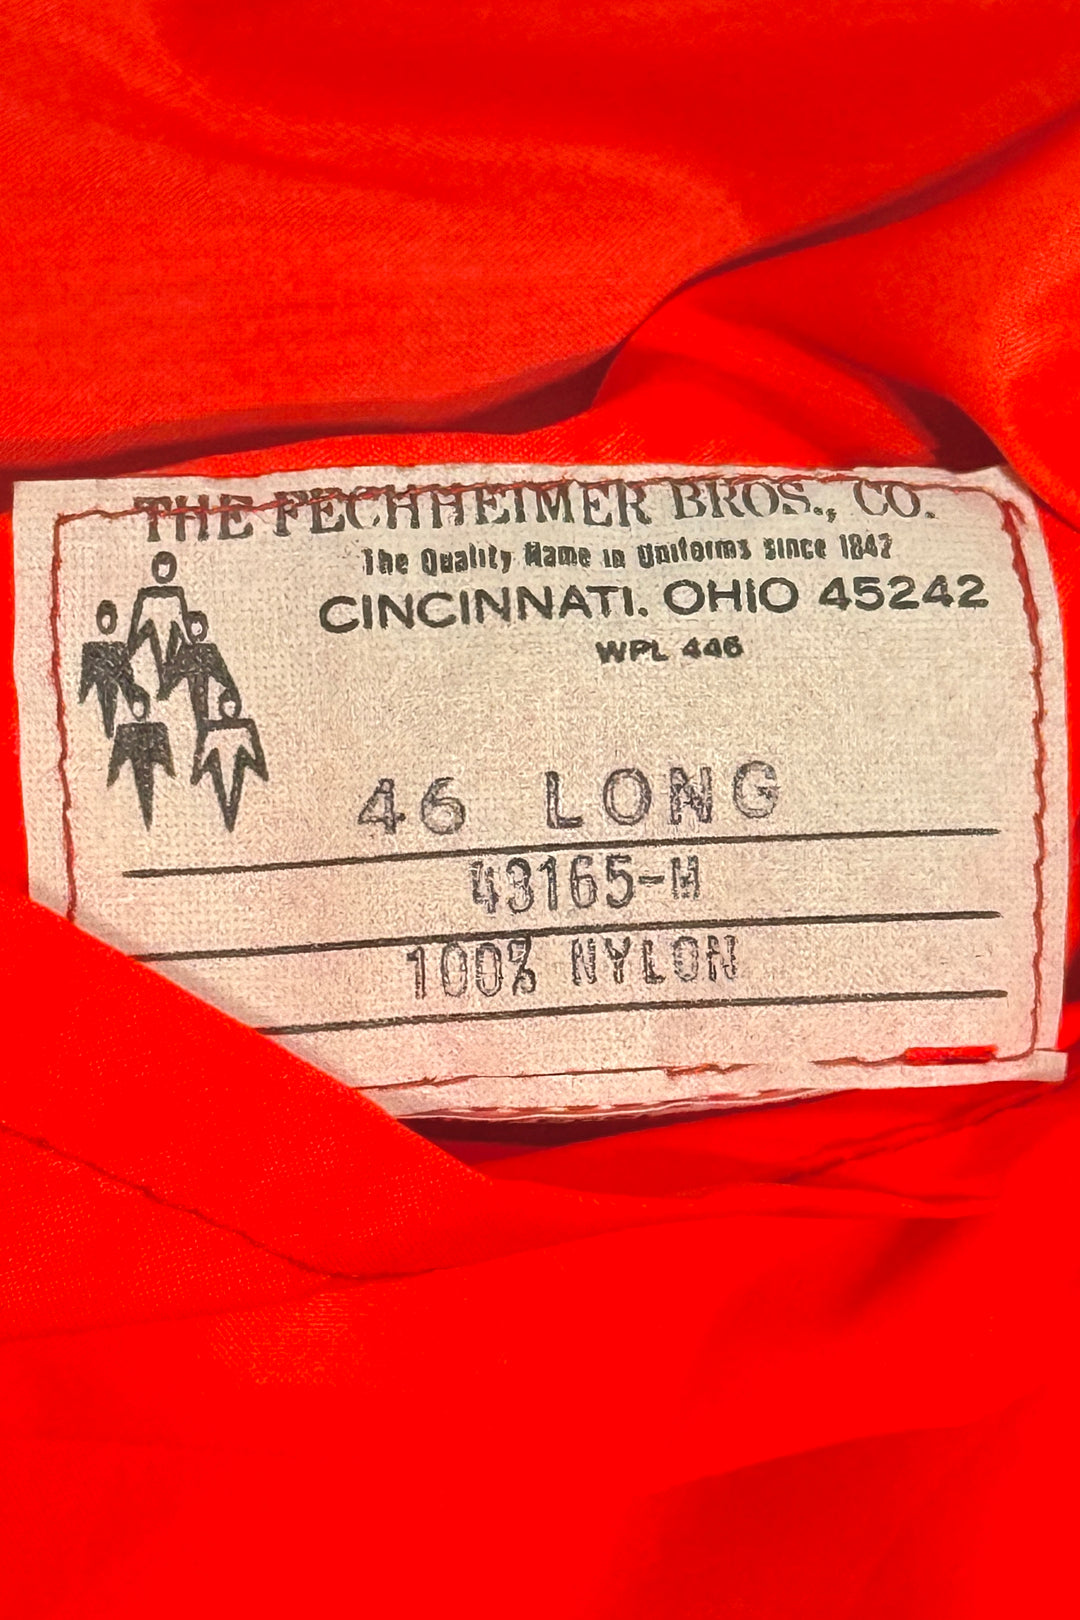 THE FECHHEIMER BROS., CO.
The Quality Name in Uniforms since 1842
CINCINNATI. OHIO 45242
WPL 446
46 LONG
43165-M
100% NYLON